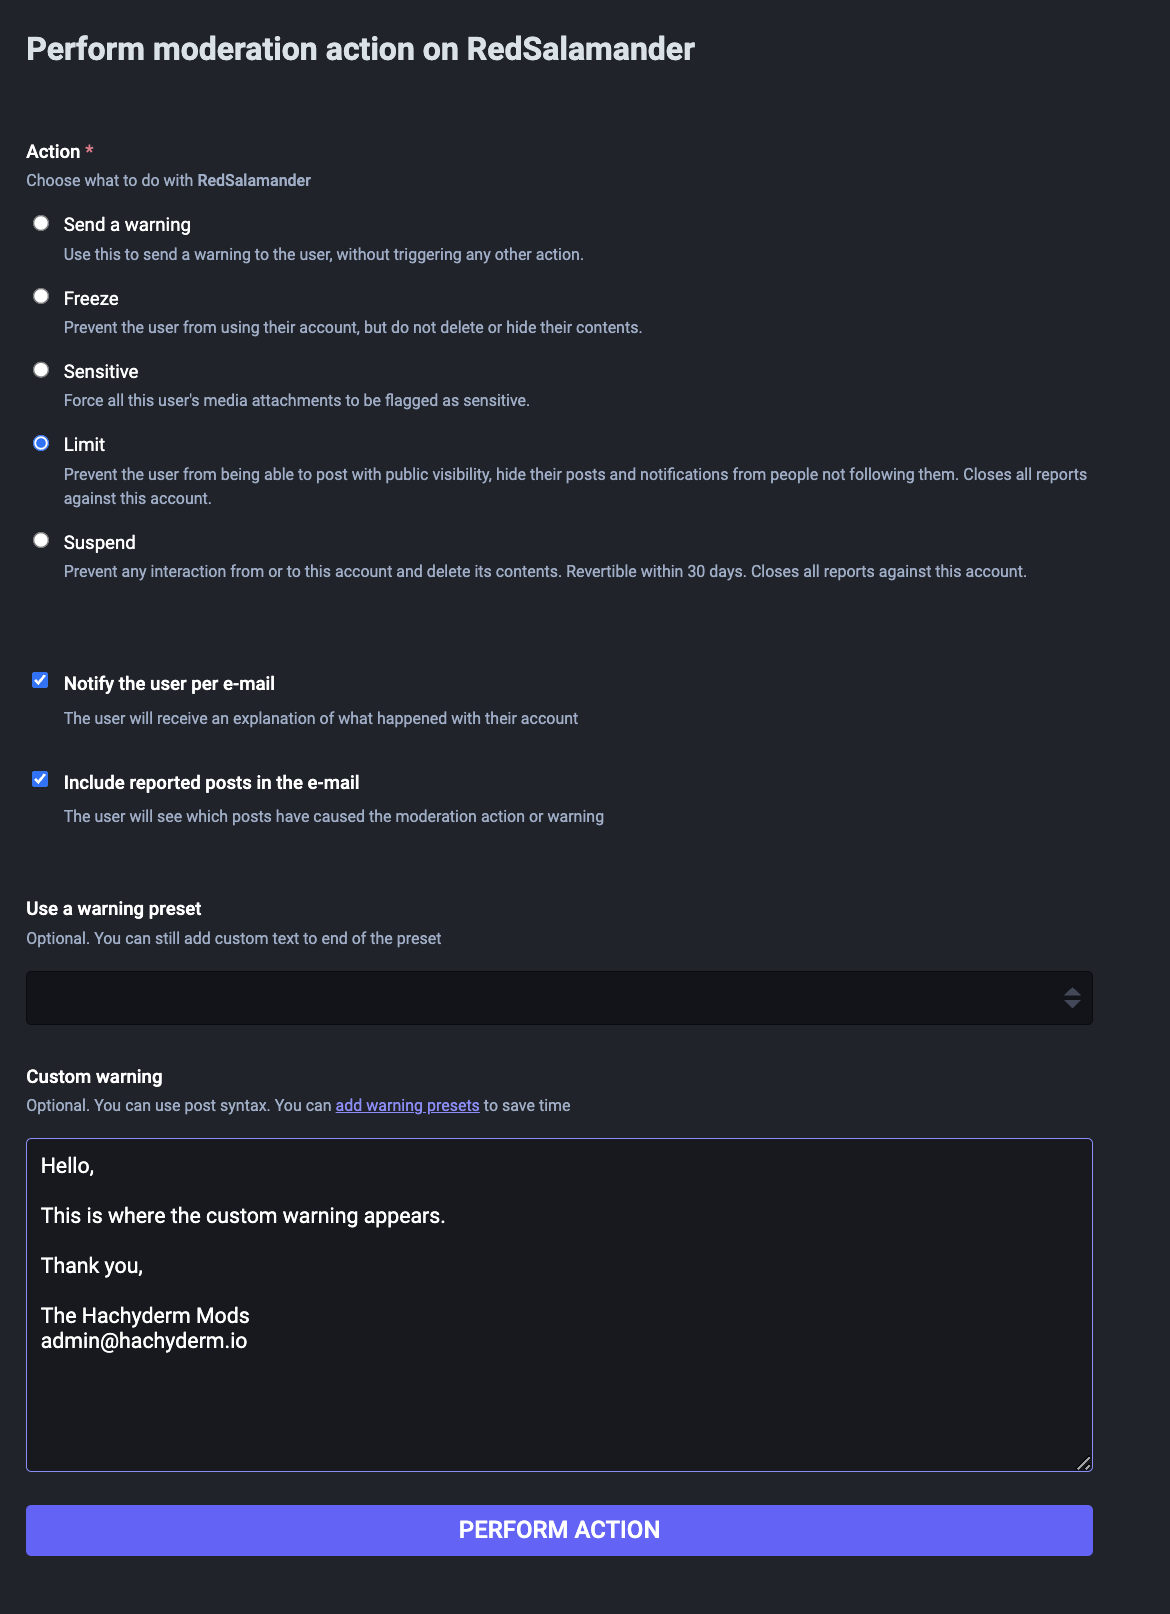 Perform moderation action on RedSalamander
Action *
Choose what to do with RedSalamander
Send a warning
Use this to send a warning to the user, without triggering any other action.
Freeze
Prevent the user from using their account, but do not delete or hide their contents.
Sensitive
Force all this user's media attachments to be flagged as sensitive.
Limit
Prevent the user from being able to post with public visibility, hide their posts and notifications from people not following them. Closes all reports
against this account.
Suspend
Prevent any interaction from or to this account and delete its contents. Revertible within 30 days. Closes all reports against this account.
Notify the user per e-mail
The user will receive an explanation of what happened with their account
Include reported posts in the e-mail
The user will see which posts have caused the moderation action or warning
Use a warning preset
Optional. You can still add custom text to end of the preset
Custom warning
Optional. You can use post syntax. You can add warning presets to save time
Hello,
This is where the custom warning appears.
Thank you,
The Hachyderm Mods
admin@hachyderm.io
PERFORM ACTION